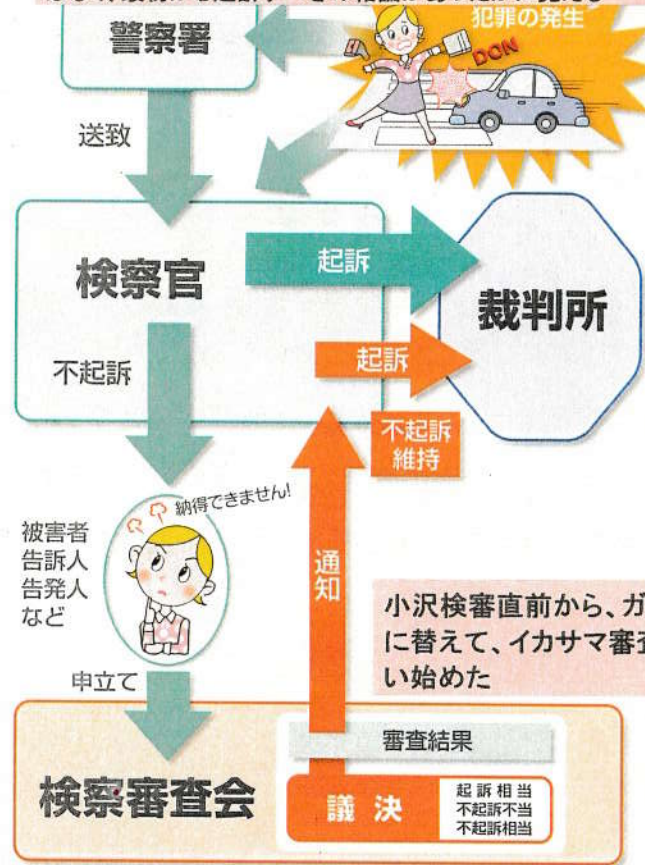 犯罪の発生
警察署
DON
送致
検察官
起訴
裁判所
不起訴
起訴
不起訴
維持
納得できません!
被害者
告訴人
告発人
など
通知
小沢検審直前から、ガ
に替えて、イカサマ審査
い始めた
申立て
審査結果
検察審査会
議決
起訴相当
不起訴不当
不起訴相当